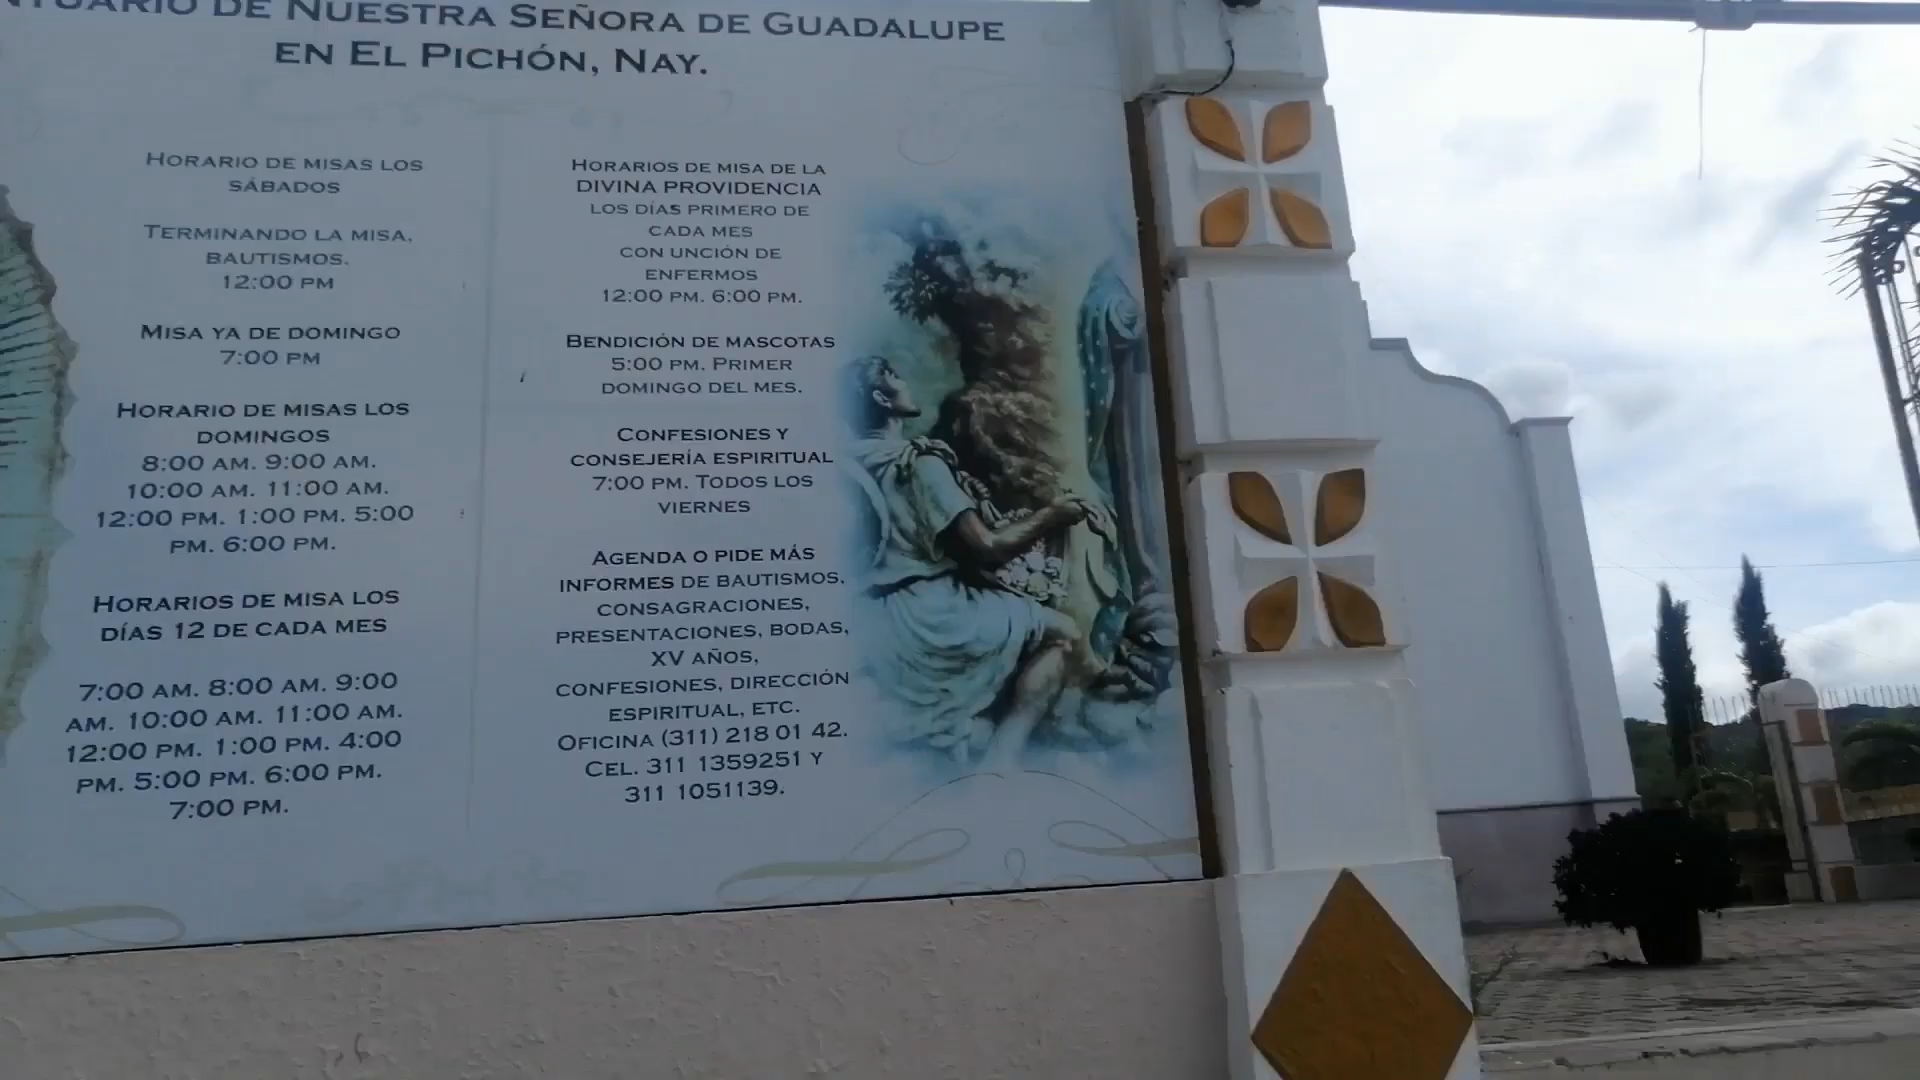 DE NUESTRA SEÑORA DE GUADALUPE
EN EL PICHÓN, NAY.
HORARIO DE MISAS LOS
SÁBADOS
TERMINANDO LA MISA,
BAUTISMOS.
12:00 PM
MISA YA DE DOMINGO
7:00 PM
HORARIO DE MISAS LOS
DOMINGOS
8:00 AM. 9:00 AM.
10:00 AM. 11:00 AM.
12:00 PM. 1:00 PM. 5:00
PM. 6:00 PM.
HORARIOS DE MISA LOS
DÍAS 12 DE CADA MES
7:00 AM. 8:00 AM. 9:00
AM. 10:00 AM. 11:00 AM.
12:00 PM. 1:00 PM. 4:00
PM. 5:00 PM. 6:00 PM.
7:00 PM.
HORARIOS DE MISA DE LA
DIVINA PROVIDENCIA
LOS DÍAS PRIMERO DE
CADA MES
CON UNCIÓN DE
ENFERMOS
12:00 PM. 6:00 PM.
BENDICIÓN DE MASCOTAS
5:00 PM. PRIMER
DOMINGO DEL MES.
CONFESIONES Y
CONSEJERÍA ESPIRITUAL
7:00 PM. TODOS LOS
VIERNES
AGENDA O PIDE MÁS
INFORMES DE BAUTISMOS,
CONSAGRACIONES,
PRESENTACIONES, BODAS,
XV AÑOS,
CONFESIONES, DIRECCIÓN
ESPIRITUAL, ETC.
OFICINA (311) 218 01 42.
CEL. 311 1359251 Y
311 1051139.